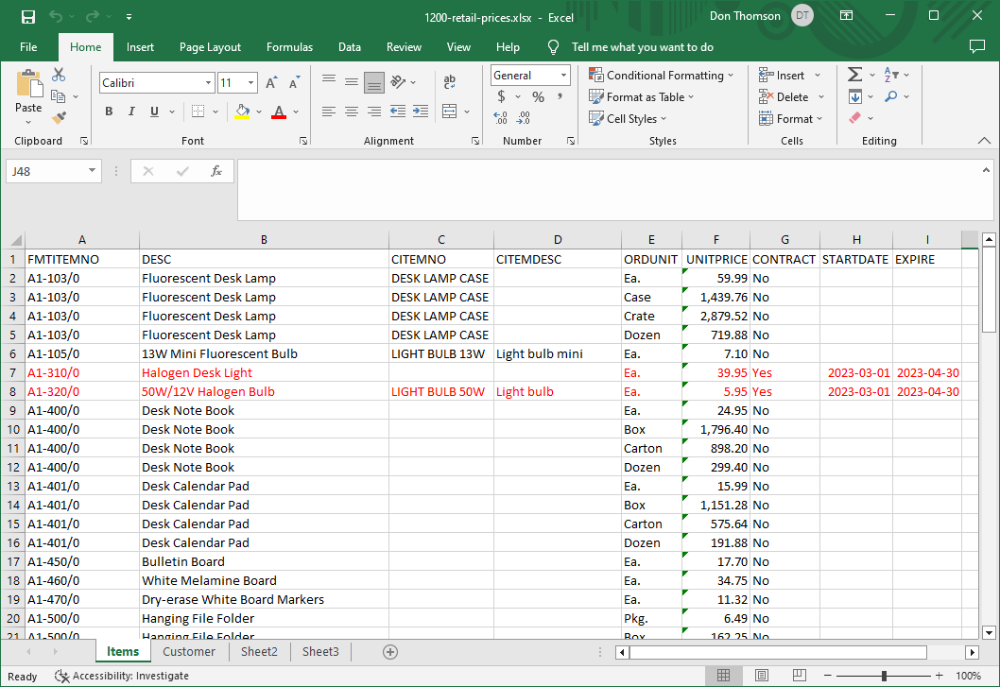 1200-retail-prices.xlsx - Excel
Don Thomson DT
File Home Insert Page Layout Formulas Data Review View Help Tell me what you want to do
Calibri 11 ab General Conditional Formatting Insert
Paste B I U A $ % , Format as Table Delete
Cell Styles Format
Clipboard Font Alignment Number Styles Cells Editing
J48 fx
A B C D E F G H I
1 FMTITEMNO DESC CITEMNO CITEMDESC ORDUNIT UNITPRICE CONTRACT STARTDATE EXPIRE
2 A1-103/0 Fluorescent Desk Lamp DESK LAMP CASE Ea. 59.99 No
3 A1-103/0 Fluorescent Desk Lamp DESK LAMP CASE Case 1,439.76 No
4 A1-103/0 Fluorescent Desk Lamp DESK LAMP CASE Crate 2,879.52 No
5 A1-103/0 Fluorescent Desk Lamp DESK LAMP CASE Dozen 719.88 No
6 A1-105/0 13W Mini Fluorescent Bulb LIGHT BULB 13W Light bulb mini Ea. 7.10 No
7 A1-310/0 Halogen Desk Light Ea. 39.95 Yes 2023-03-01 2023-04-30
8 A1-320/0 50W/12V Halogen Bulb LIGHT BULB 50W Light bulb Ea. 5.95 Yes 2023-03-01 2023-04-30
9 A1-400/0 Desk Note Book Ea. 24.95 No
10 A1-400/0 Desk Note Book Box 1,796.40 No
11 A1-400/0 Desk Note Book Carton 898.20 No
12 A1-400/0 Desk Note Book Dozen 299.40 No
13 A1-401/0 Desk Calendar Pad Ea. 15.99 No
14 A1-401/0 Desk Calendar Pad Box 1,151.28 No
15 A1-401/0 Desk Calendar Pad Carton 575.64 No
16 A1-401/0 Desk Calendar Pad Dozen 191.88 No
17 A1-450/0 Bulletin Board Ea. 17.70 No
18 A1-460/0 White Melamine Board Ea. 34.75 No
19 A1-470/0 Dry-erase White Board Markers Ea. 11.32 No
20 A1-500/0 Hanging File Folder Pkg. 6.49 No
21 A1-500/0 Hanging File Folder Box 162.25 No
Items Customer Sheet2 Sheet3
Ready Accessibility: Investigate 100%